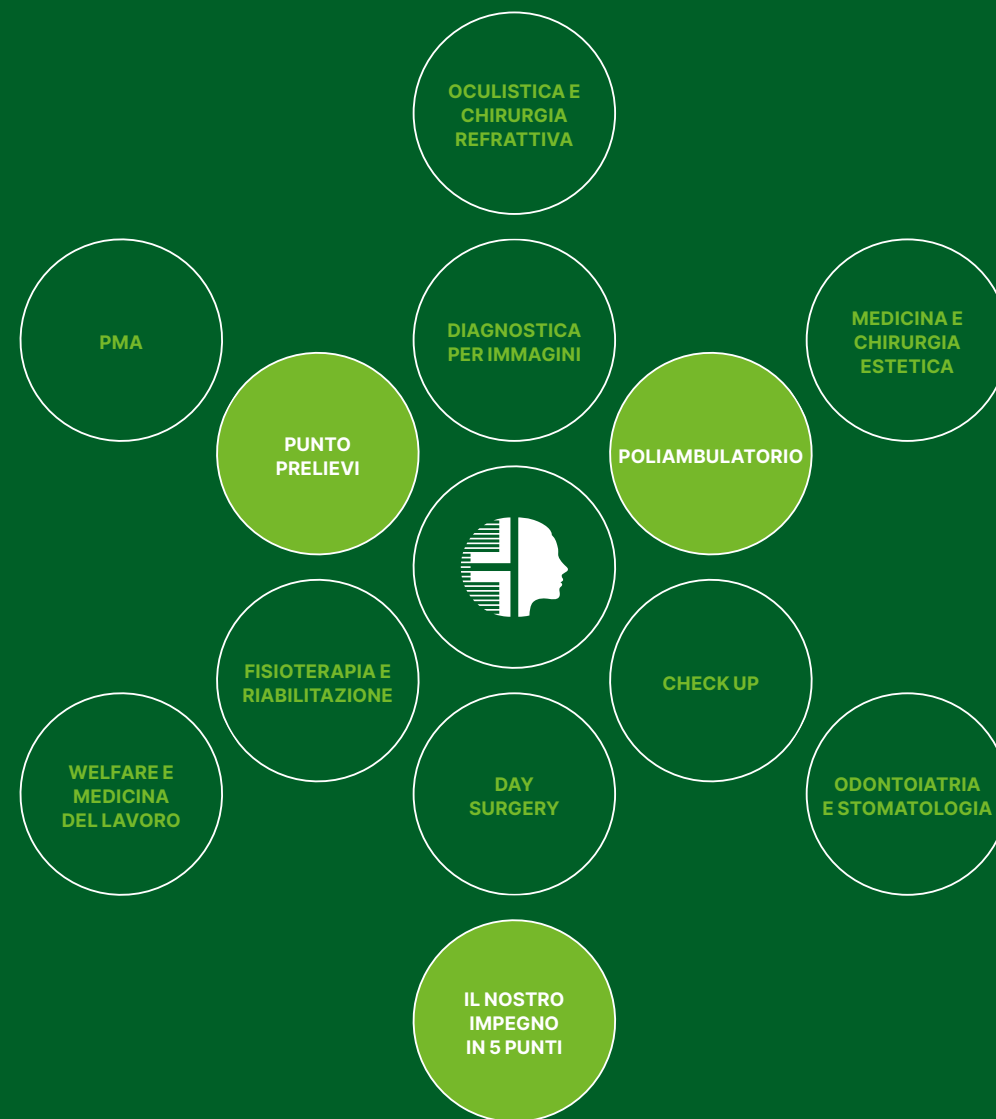 OCULISTICA E
CHIRURGIA
REFRATTIVA
PMA
DIAGNOSTICA
PER IMMAGINI
MEDICINA E
CHIRURGIA
ESTETICA
PUNTO
PRELIEVI
POLIAMBULATORIO
FISIOTERAPIA E
RIABILITAZIONE
CHECK UP
WELFARE E
MEDICINA
DEL LAVORO
DAY
SURGERY
ODONTOIATRIA
E STOMATOLOGIA
IL NOSTRO
IMPEGNO
IN 5 PUNTI